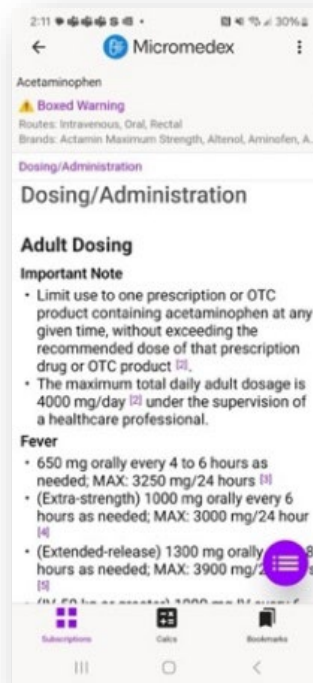 2:11
30%
Micromedex
Acetaminophen
Boxed Warning
Routes: Intravenous, Oral, Rectal
Brands: Actamin Maximum Strength, Altenol, Aminofen, A.
Dosing/Administration
Dosing/Administration
Adult Dosing
Important Note
• Limit use to one prescription or OTC
product containing acetaminophen at any
given time, without exceeding the
recommended dose of that prescription
drug or OTC product [2].
• The maximum total daily adult dosage is
4000 mg/day [2] under the supervision of
a healthcare professional.
Fever
• 650 mg orally every 4 to 6 hours as
needed; MAX: 3250 mg/24 hours [3]
• (Extra-strength) 1000 mg orally every 6
hours as needed; MAX: 3000 mg/24 hour
[4]
• (Extended-release) 1300 mg orally 8
hours as needed; MAX: 3900 mg/2 s
[5]
Subscriptions
Calcs
Bookmarks